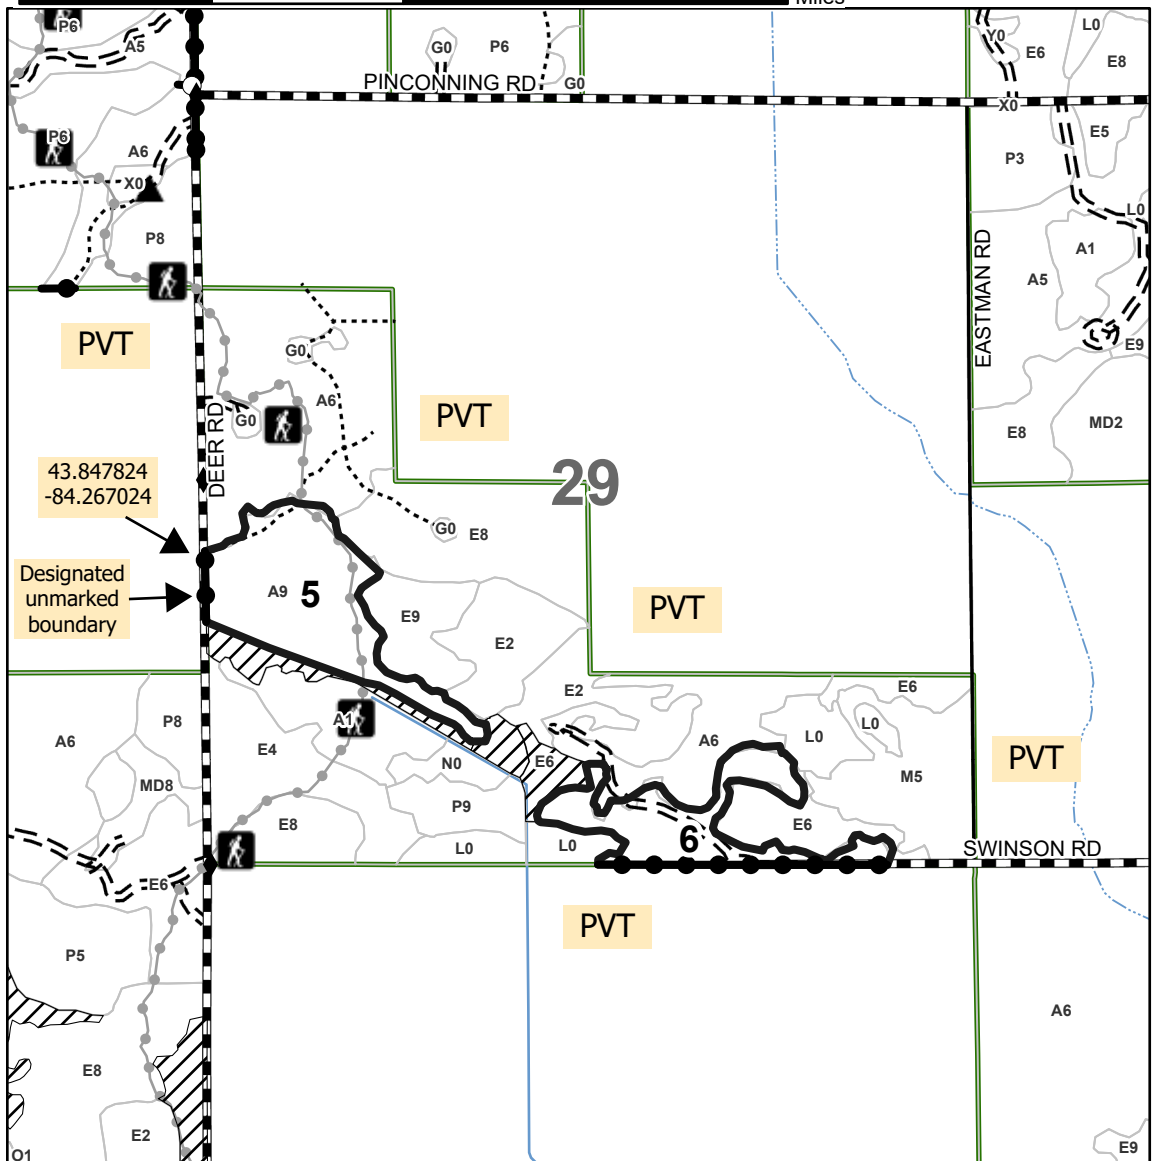 Miles
P6
A5
G0
P6
G0
Y0
E6
L0
E8
PINCONNING RD
X0
P6
A6
X0
P8
P3
E5
L0
A1
A5
EASTMAN RD
E9
PVT
G0
A6
G0
DEER RD
PVT
E8
MD2
43.847824
-84.267024
29
G0
E8
Designated
unmarked
boundary
A9
5
E9
E2
PVT
E2
E6
A6
P8
A1
E4
N0
E6
A6
L0
L0
M5
PVT
MD8
P9
E8
L0
L0
6
E6
SWINSON RD
E6
PVT
P5
A6
E8
E2
O1
E9